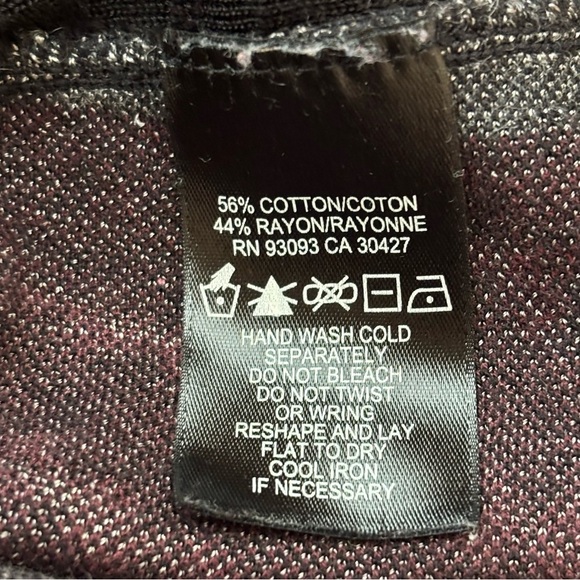 56% COTTON/COTON
44% RAYON/RAYONNE
RN 93093 CA 30427
HAND WASH COLD
SEPARATELY
DO NOT BLEACH
DO NOT TWIST
OR WRING
RESHAPE AND LAY
FLAT TO DRY
COOL IRON
IF NECESSARY